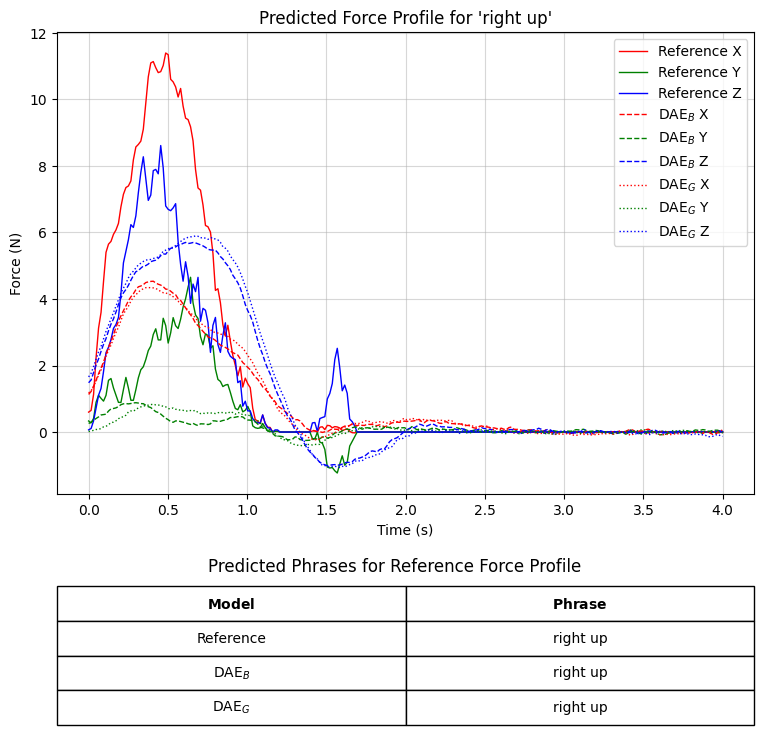 Predicted Force Profile for 'right up'
12
10
8
6
4
2
0
Force (N)
Reference X
Reference Y
Reference Z
DAE_B X
DAE_B Y
DAE_B Z
DAE_G X
DAE_G Y
DAE_G Z
0.0 0.5 1.0 1.5 2.0 2.5 3.0 3.5 4.0
Time (s)
Predicted Phrases for Reference Force Profile
Model Phrase
Reference right up
DAE_B right up
DAE_G right up